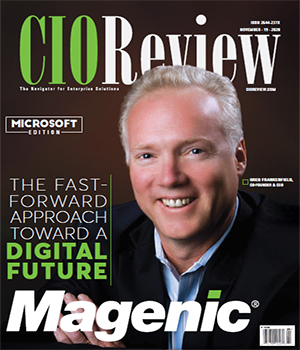 ISSN 2644-237X
NOVEMBER - 19 - 2020
CIOReview
The Navigator for Enterprise Solutions
CIOREVIEW.COM
MICROSOFT
EDITION
GREG FRANKENFIELD,
CO-FOUNDER & CEO
THE FAST-
FORWARD
APPROACH
TOWARD A
DIGITAL
FUTURE
Magenic®